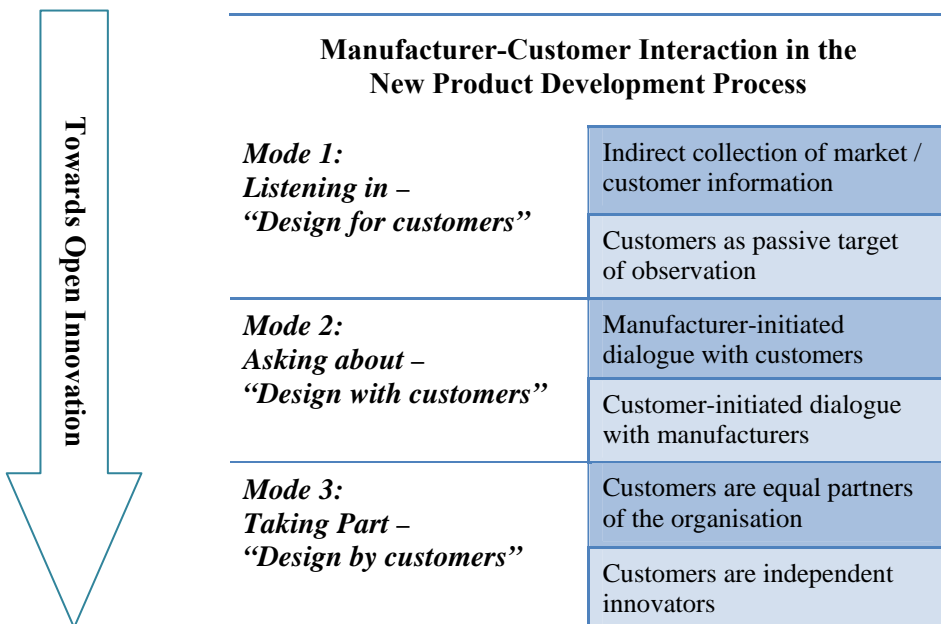 Towards Open Innovation
Manufacturer-Customer Interaction in the
New Product Development Process
Mode 1:
Listening in –
“Design for customers”
Indirect collection of market /
customer information
Customers as passive target
of observation
Mode 2:
Asking about –
“Design with customers”
Manufacturer-initiated
dialogue with customers
Customer-initiated dialogue
with manufacturers
Mode 3:
Taking Part –
“Design by customers”
Customers are equal partners
of the organisation
Customers are independent
innovators